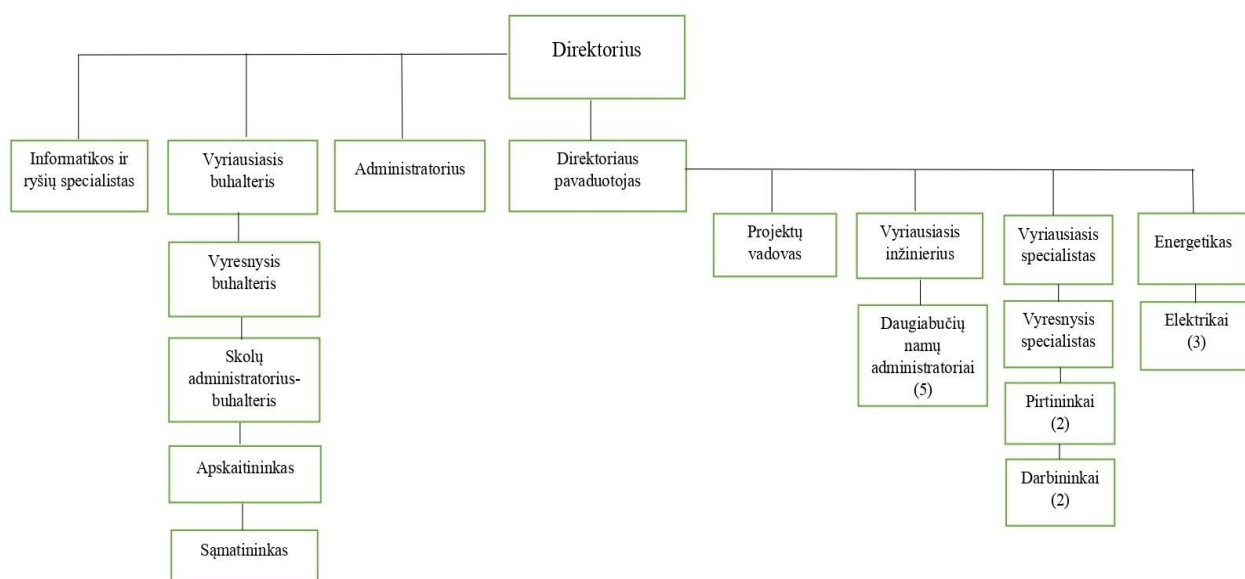 Direktorius
Informatikos ir
ryšių specialistas
Vyriausiasis
buhalteris
Administratorius
Direktoriaus
pavaduotojas
Projektų
vadovas
Vyriausiasis
inžinierius
Vyriausiasis
specialistas
Energetikas
Vyresnysis
buhalteris
Daugiabučių
namų
administratoriai
(5)
Vyresnysis
specialistas
Elektrikai
(3)
Skolų
administratorius-
buhalteris
Pirtininkai
(2)
Apskaitininkas
Darbininkai
(2)
Sąmatininkas